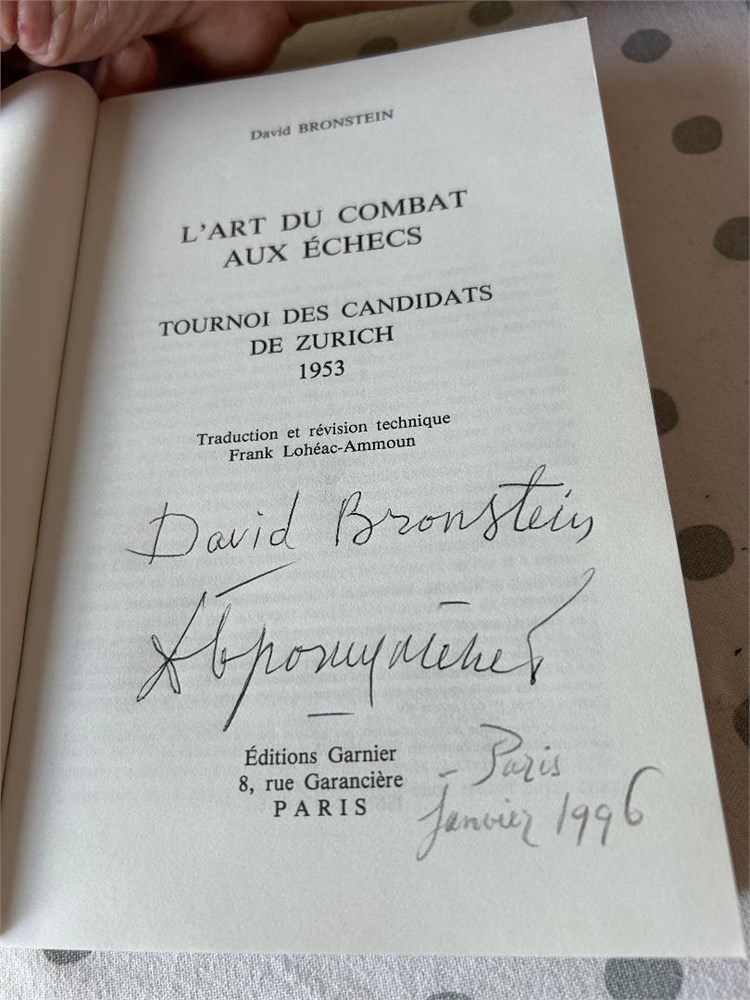 David BRONSTEIN
L'ART DU COMBAT
AUX ÉCHECS
TOURNOI DES CANDIDATS
DE ZURICH
1953
Traduction et révision technique
Frank Lohéac-Ammoun
David Bronstein
Éditions Garnier
8, rue Garancière
PARIS
- Paris
Janvier 1996